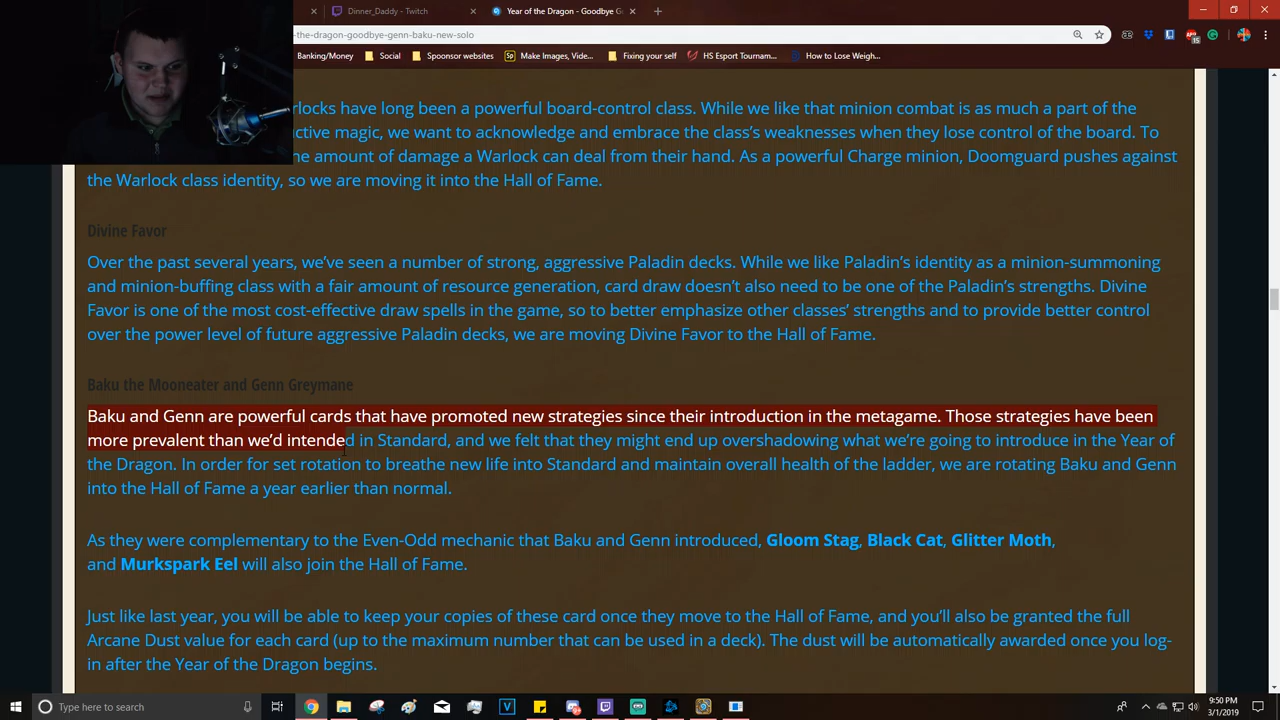 Dinner_Daddy - Twitch
Year of the Dragon - Goodbye G
the-dragon-goodbye-genn-baku-new-solo
15
Banking/Money Social Spoonsor websites Make Images, Vide... Fixing your self HS Esport Tournam... How to Lose Weigh...
rlocks have long been a powerful board-control class. While we like that minion combat is as much a part of the
ctive magic, we want to acknowledge and embrace the class's weaknesses when they lose control of the board. To
he amount of damage a Warlock can deal from their hand. As a powerful Charge minion, Doomguard pushes against
the Warlock class identity, so we are moving it into the Hall of Fame.
Divine Favor
Over the past several years, we've seen a number of strong, aggressive Paladin decks. While we like Paladin's identity as a minion-summoning
and minion-buffing class with a fair amount of resource generation, card draw doesn't also need to be one of the Paladin's strengths. Divine
Favor is one of the most cost-effective draw spells in the game, so to better emphasize other classes' strengths and to provide better control
over the power level of future aggressive Paladin decks, we are moving Divine Favor to the Hall of Fame.
Baku the Mooneater and Genn Greymane
Baku and Genn are powerful cards that have promoted new strategies since their introduction in the metagame. Those strategies have been
more prevalent than we'd intended in Standard, and we felt that they might end up overshadowing what we're going to introduce in the Year of
the Dragon. In order for set rotation to breathe new life into Standard and maintain overall health of the ladder, we are rotating Baku and Genn
into the Hall of Fame a year earlier than normal.
As they were complementary to the Even-Odd mechanic that Baku and Genn introduced, Gloom Stag, Black Cat, Glitter Moth,
and Murkspark Eel will also join the Hall of Fame.
Just like last year, you will be able to keep your copies of these card once they move to the Hall of Fame, and you'll also be granted the full
Arcane Dust value for each card (up to the maximum number that can be used in a deck). The dust will be automatically awarded once you log-
in after the Year of the Dragon begins.
Type here to search
9:50 PM
3/1/2019